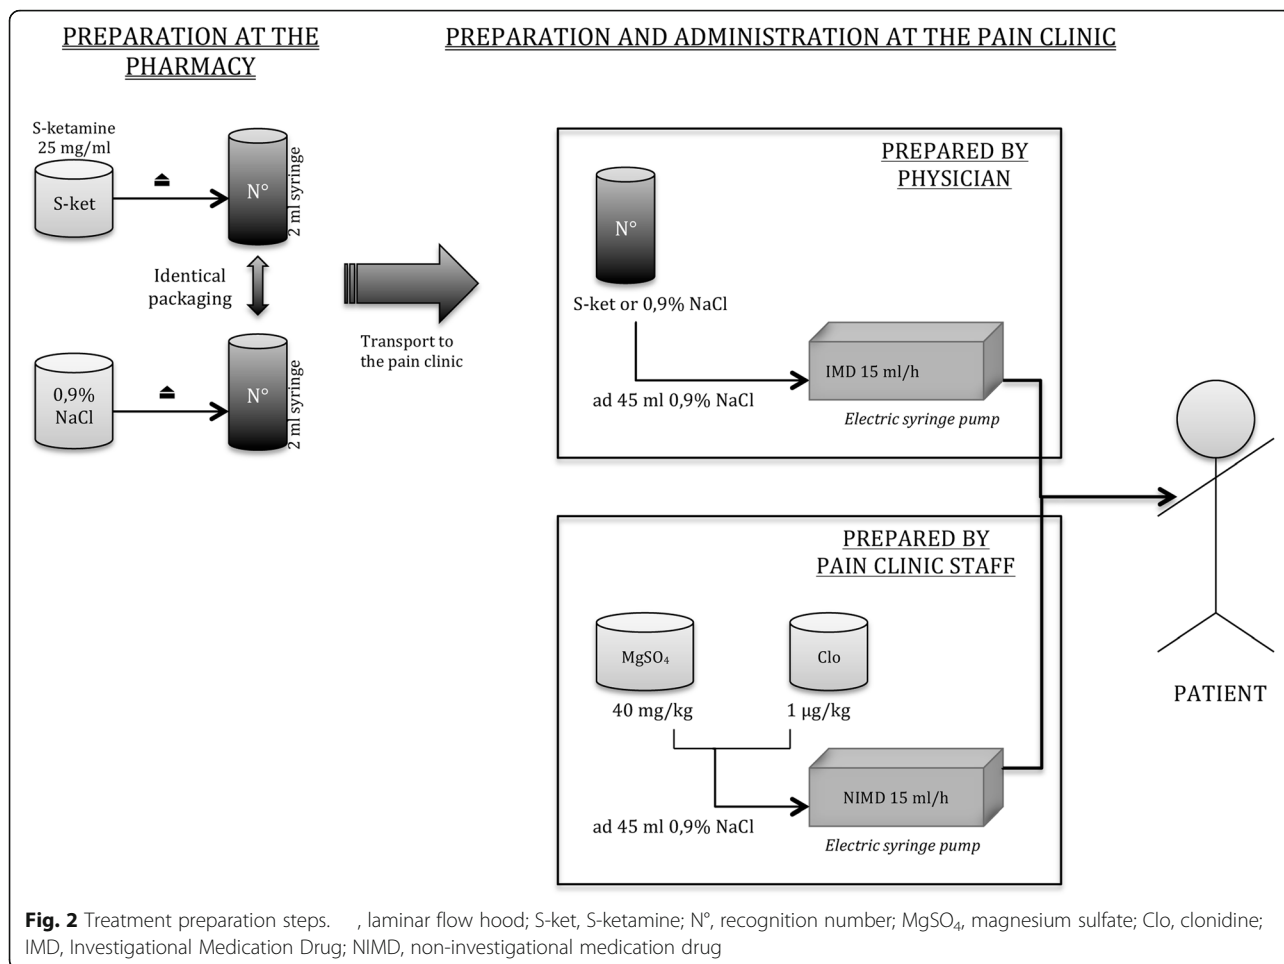 PREPARATION AT THE
PHARMACY
PREPARATION AND ADMINISTRATION AT THE PAIN CLINIC
S-ketamine
25 mg/ml
S-ket
N°
2 ml syringe
Identical
packaging
0,9%
NaCl
N°
2 ml syringe
Transport to
the pain clinic
PREPARED BY
PHYSICIAN
N°
S-ket or 0,9% NaCl
IMD 15 ml/h
ad 45 ml 0,9% NaCl
Electric syringe pump
PREPARED BY
PAIN CLINIC STAFF
MgSO₄
Clo
40 mg/kg
1 µg/kg
NIMD 15 ml/h
ad 45 ml 0,9% NaCl
Electric syringe pump
PATIENT
Fig. 2 Treatment preparation steps. , laminar flow hood; S-ket, S-ketamine; N°, recognition number; MgSO₄, magnesium sulfate; Clo, clonidine;
IMD, Investigational Medication Drug; NIMD, non-investigational medication drug